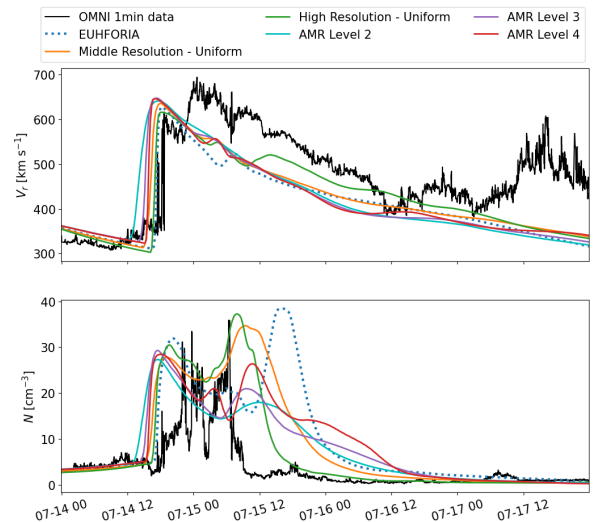 OMNI 1min data
EUHFORIA
Middle Resolution - Uniform
High Resolution - Uniform
AMR Level 2
AMR Level 3
AMR Level 4
700
600
500
400
300
V_r [km s⁻¹]
40
30
20
10
0
N [cm⁻³]
07-14 00
07-14 12
07-15 00
07-15 12
07-16 00
07-16 12
07-17 00
07-17 12